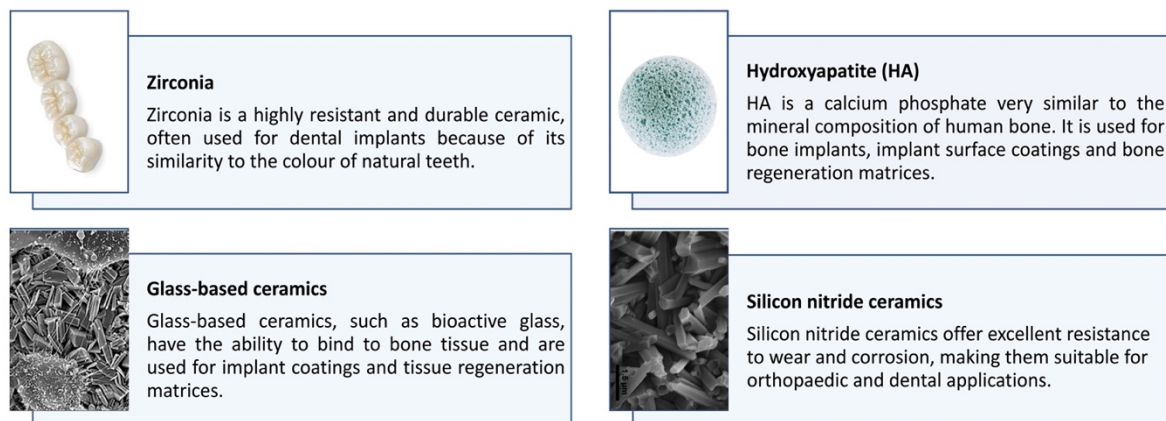 Zirconia
Zirconia is a highly resistant and durable ceramic,
often used for dental implants because of its
similarity to the colour of natural teeth.
Hydroxyapatite (HA)
HA is a calcium phosphate very similar to the
mineral composition of human bone. It is used for
bone implants, implant surface coatings and bone
regeneration matrices.
Glass-based ceramics
Glass-based ceramics, such as bioactive glass,
have the ability to bind to bone tissue and are
used for implant coatings and tissue regeneration
matrices.
Silicon nitride ceramics
Silicon nitride ceramics offer excellent resistance
to wear and corrosion, making them suitable for
orthopaedic and dental applications.